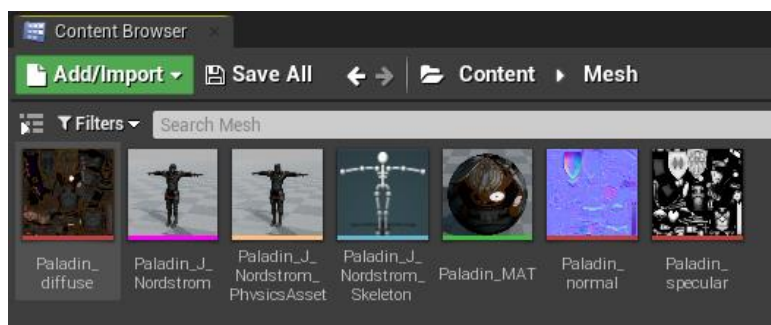 Content Browser
Add/Import
Save All
Content
Mesh
Filters
Search Mesh
Paladin_
diffuse
Paladin_J_
Nordstrom
Paladin_J_
Nordstrom_
PhysicsAsset
Paladin_J_
Nordstrom_
Skeleton
Paladin_MAT
Paladin_
normal
Paladin_
specular